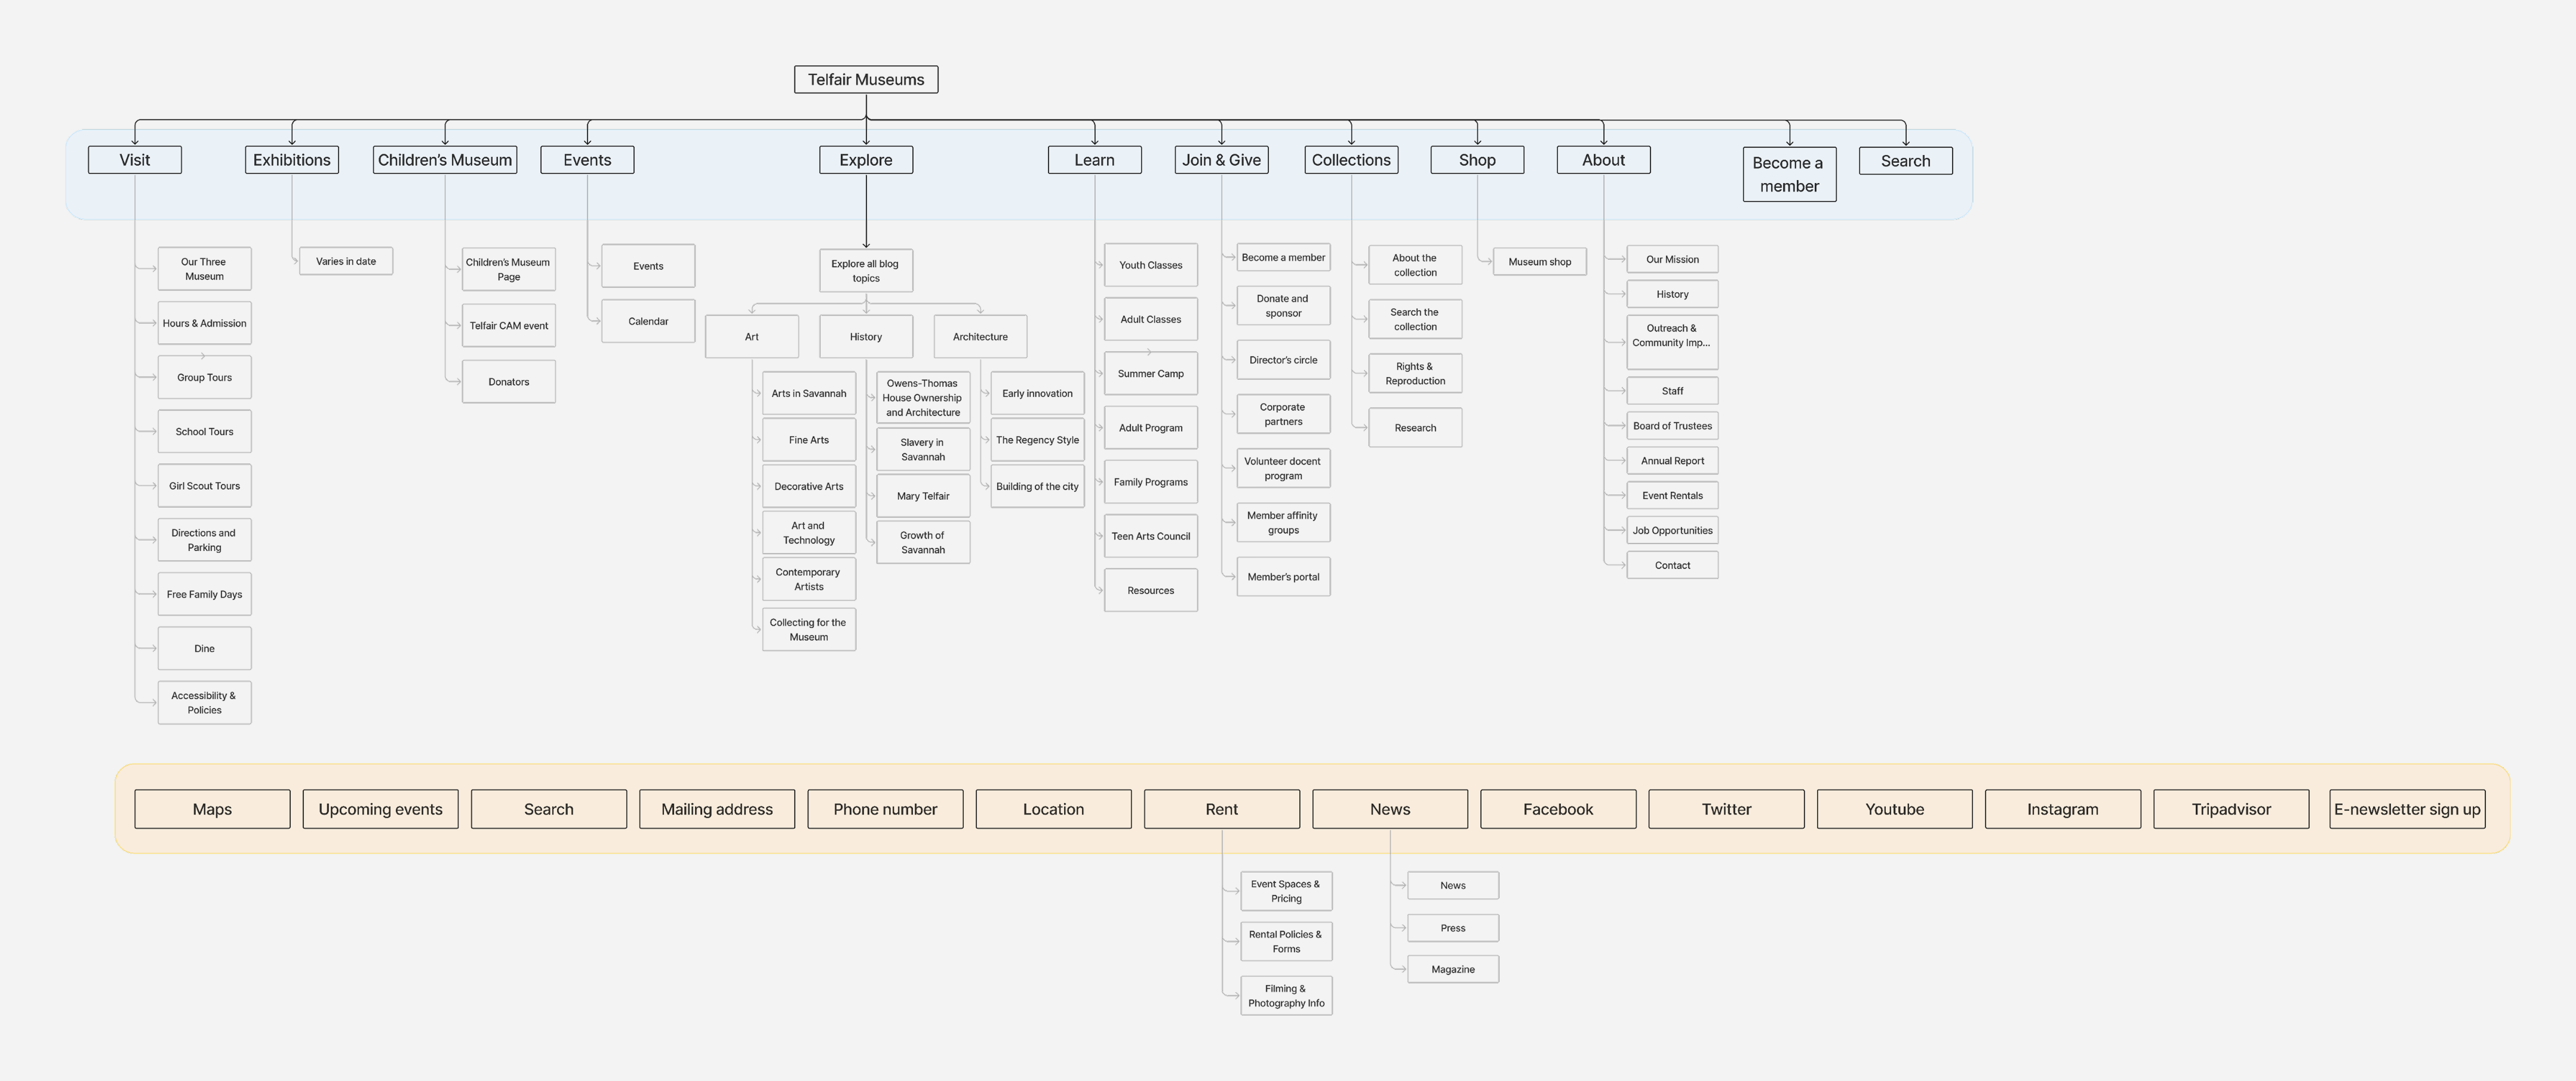 Telfair Museums
Visit
Exhibitions
Children's Museum
Events
Explore
Learn
Join & Give
Collections
Shop
About
Become a
member
Search
Our Three
Museum
Hours & Admission
Group Tours
School Tours
Girl Scout Tours
Directions and
Parking
Free Family Days
Dine
Accessibility &
Policies
Varies in date
Children's Museum
Page
Telfair CAM event
Donators
Events
Calendar
Explore all blog
topics
Art
History
Architecture
Arts in Savannah
Fine Arts
Decorative Arts
Art and
Technology
Contemporary
Artists
Collecting for the
Museum
Owens-Thomas
House Ownership
and Architecture
Slavery in
Savannah
Mary Telfair
Growth of
Savannah
Early innovation
The Regency Style
Building of the city
Youth Classes
Adult Classes
Summer Camp
Adult Program
Family Programs
Teen Arts Council
Resources
Become a member
Donate and
sponsor
Director's circle
Corporate
partners
Volunteer docent
program
Member affinity
groups
Member's portal
About the
collection
Search the
collection
Rights &
Reproduction
Research
Museum shop
Our Mission
History
Outreach &
Community Imp...
Staff
Board of Trustees
Annual Report
Event Rentals
Job Opportunities
Contact
Maps
Upcoming events
Search
Mailing address
Phone number
Location
Rent
News
Facebook
Twitter
Youtube
Instagram
Tripadvisor
E-newsletter sign up
Event Spaces &
Pricing
Rental Policies &
Forms
Filming &
Photography Info
News
Press
Magazine